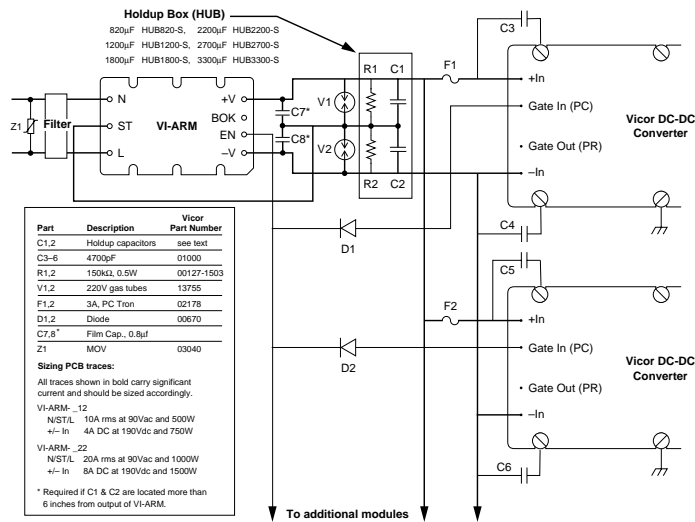 Holdup Box (HUB)
820µF HUB820-S, 2200µF HUB2200-S
1200µF HUB1200-S, 2700µF HUB2700-S
1800µF HUB1800-S, 3300µF HUB3300-S
C3
F1
R1 C1
+In
Gate In (PC)
Gate Out (PR)
–In
Vicor DC-DC
Converter
Z1
Filter
N
ST
L
VI-ARM
+V
BOK
EN
–V
C7*
C8*
V1
V2
R2 C2
C4
D1
C5
F2
+In
Gate In (PC)
Gate Out (PR)
–In
Vicor DC-DC
Converter
D2
C6
To additional modules
Part Description Vicor Part Number
C1,2 Holdup capacitors see text
C3–6 4700pF 01000
R1,2 150kΩ, 0.5W 00127-1503
V1,2 220V gas tubes 13755
F1,2 3A, PC Tron 02178
D1,2 Diode 00670
C7,8* Film Cap., 0.8µf
Z1 MOV 03040
Sizing PCB traces:
All traces shown in bold carry significant
current and should be sized accordingly.
VI-ARM- _12
N/ST/L 10A rms at 90Vac and 500W
+/– In 4A DC at 190Vdc and 750W
VI-ARM- _22
N/ST/L 20A rms at 90Vac and 1000W
+/– In 8A DC at 190Vdc and 1500W
* Required if C1 & C2 are located more than
6 inches from output of VI-ARM.